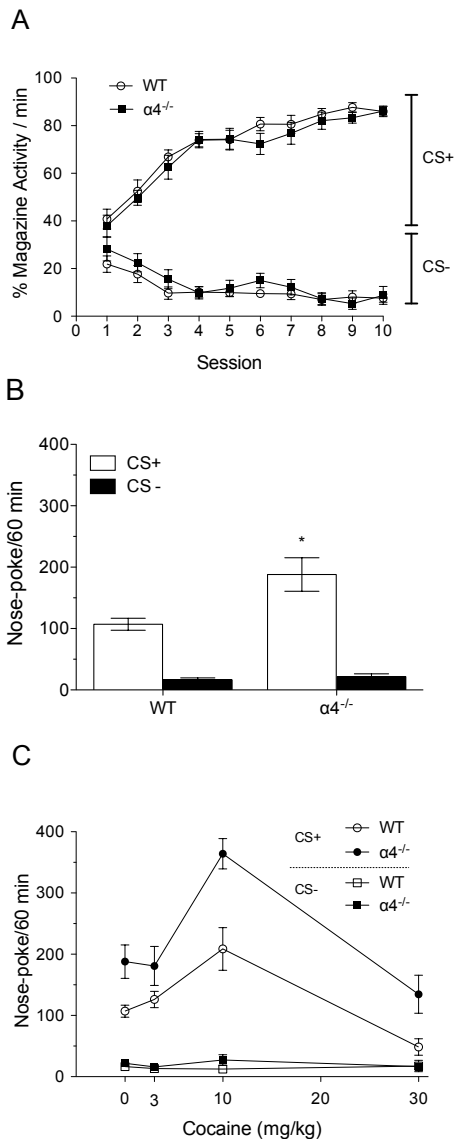 A
100
80
60
40
20
0
% Magazine Activity / min
WT
α4-/-
CS+
CS-
1 2 3 4 5 6 7 8 9 10
Session
B
400
300
200
100
0
Nose-poke/60 min
CS+
CS -
*
WT α4-/-
C
400
300
200
100
0
Nose-poke/60 min
CS+ WT
α4-/-
CS- WT
α4-/-
0 3 10 20 30
Cocaine (mg/kg)